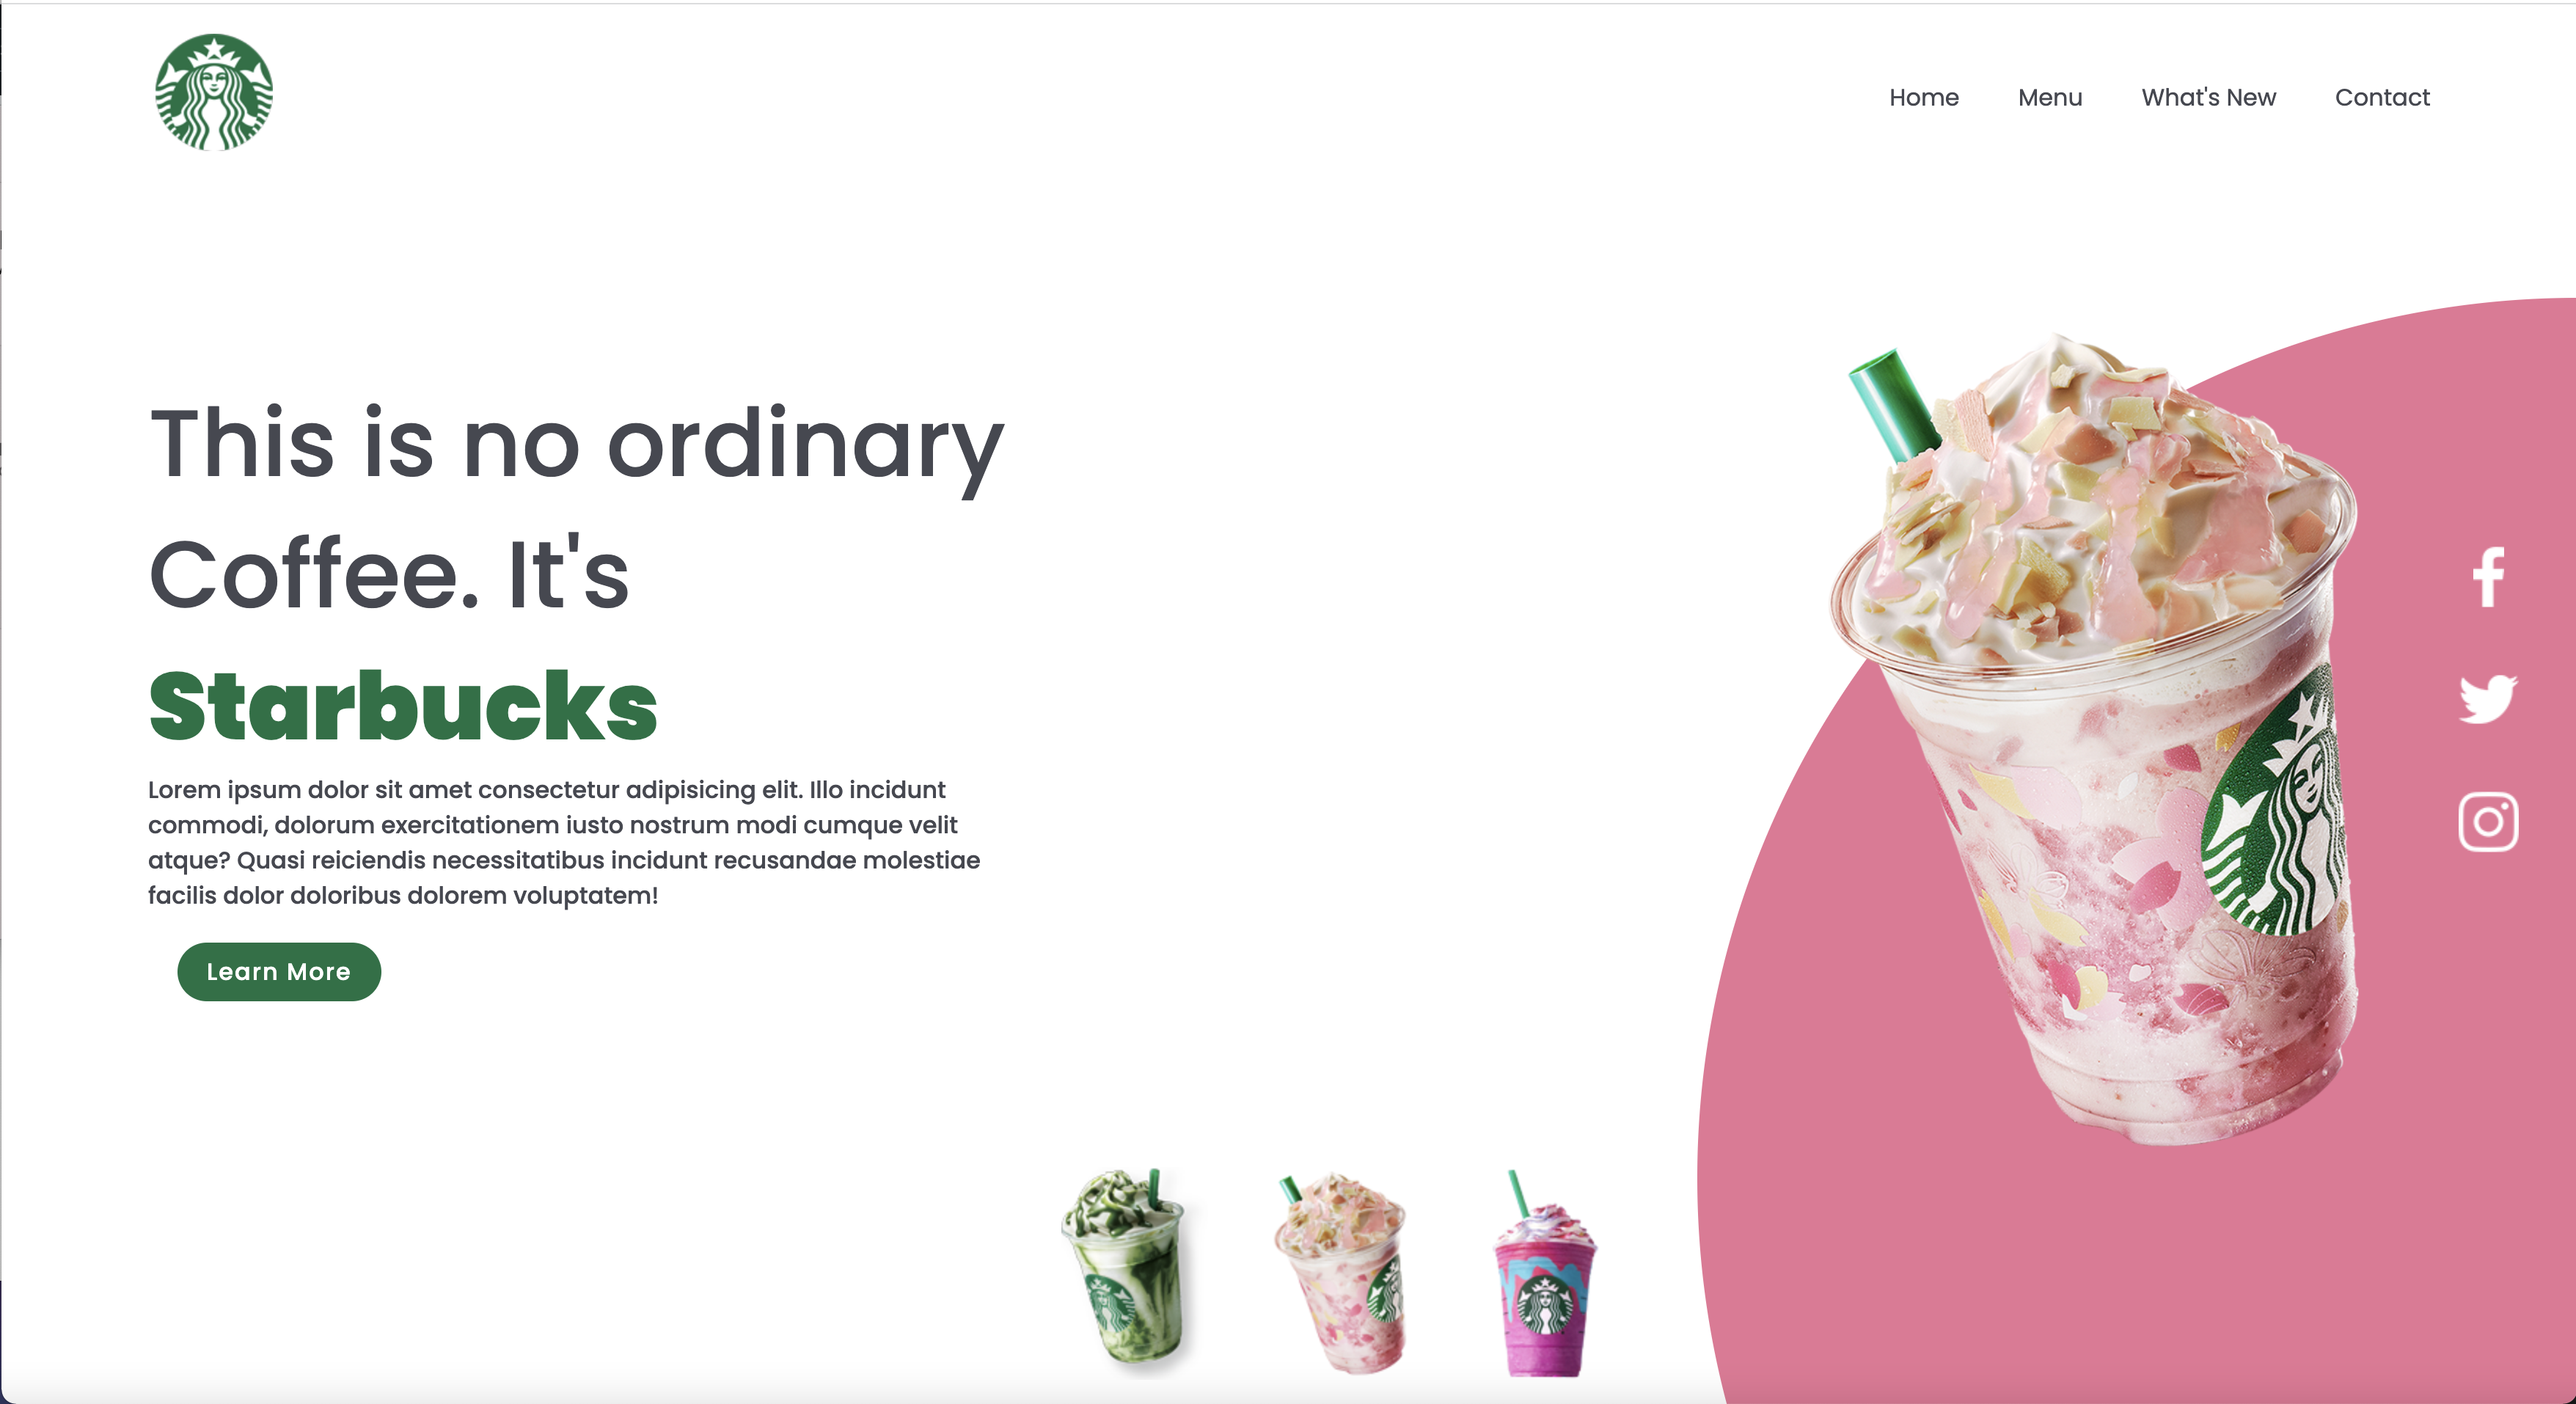 Home Menu What's New Contact
This is no ordinary
Coffee. It's
Starbucks
Lorem ipsum dolor sit amet consectetur adipisicing elit. Illo incidunt
commodi, dolorum exercitationem iusto nostrum modi cumque velit
atque? Quasi reiciendis necessitatibus incidunt recusandae molestiae
facilis dolor doloribus dolorem voluptatem!
Learn More